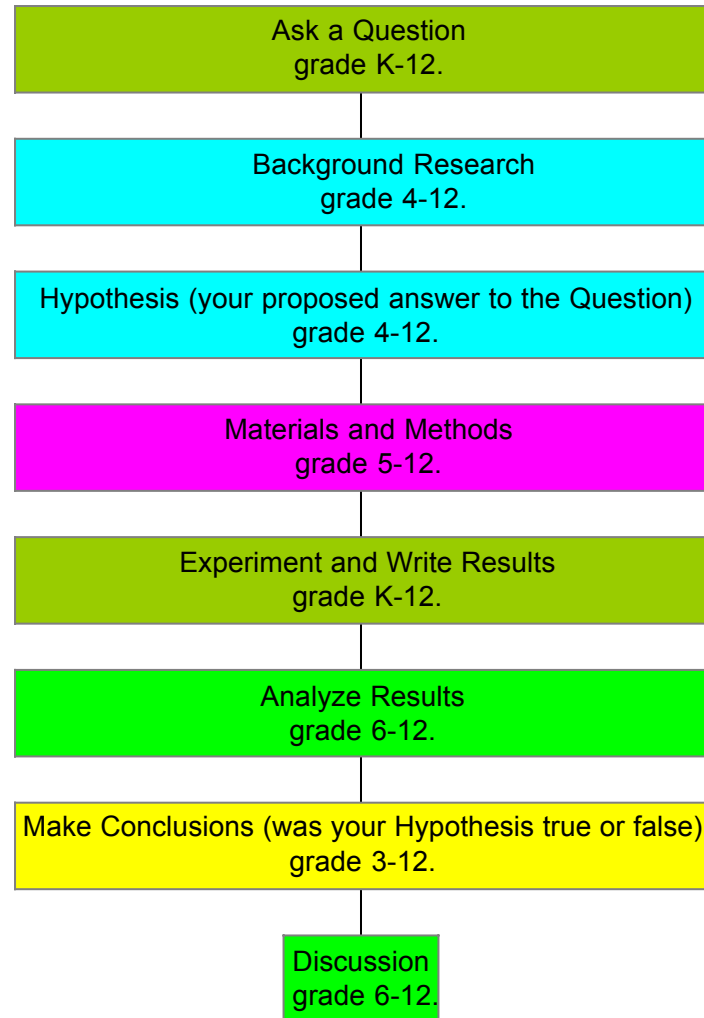 Ask a Question
grade K-12.
Background Research
grade 4-12.
Hypothesis (your proposed answer to the Question)
grade 4-12.
Materials and Methods
grade 5-12.
Experiment and Write Results
grade K-12.
Analyze Results
grade 6-12.
Make Conclusions (was your Hypothesis true or false)
grade 3-12.
Discussion
grade 6-12.